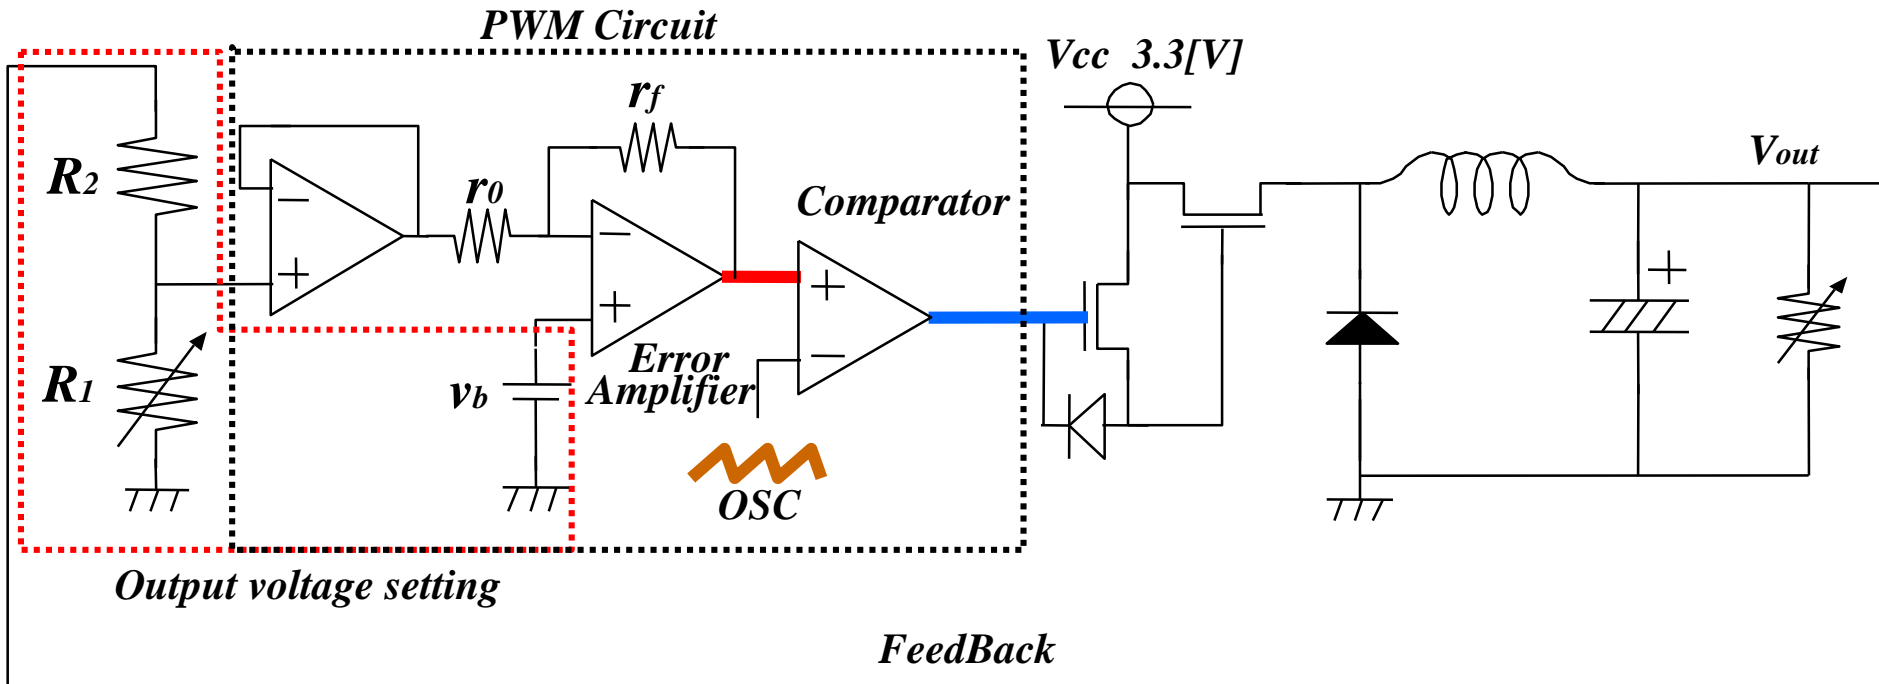 PWM Circuit
Vcc 3.3[V]
rf
R2
r0
Vout
Comparator
−
+
−
+
+
−
+
R1
vb
Error
Amplifier
OSC
Output voltage setting
FeedBack